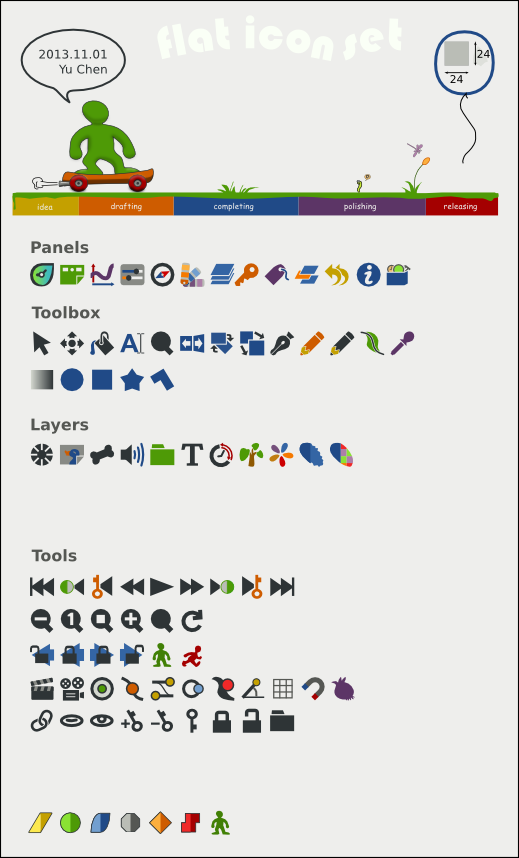 flat icon set
2013.11.01
Yu Chen
24
24
idea drafting completing polishing releasing
Panels
Toolbox
A
Layers
T
Tools
1